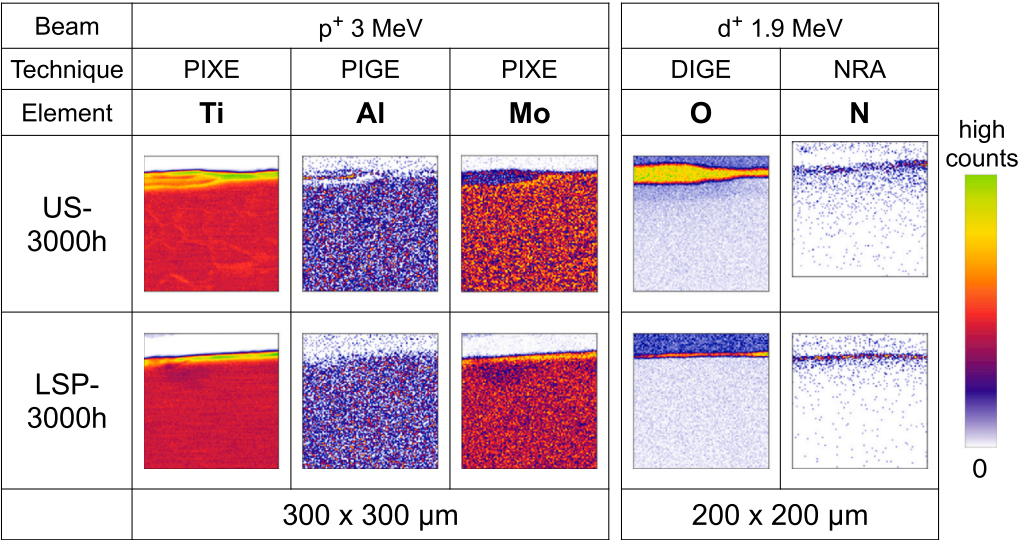 Beam p⁺ 3 MeV d⁺ 1.9 MeV
Technique PIXE PIGE PIXE DIGE NRA
Element Ti Al Mo O N
high
counts
US-
3000h
LSP-
3000h
0
300 x 300 µm 200 x 200 µm